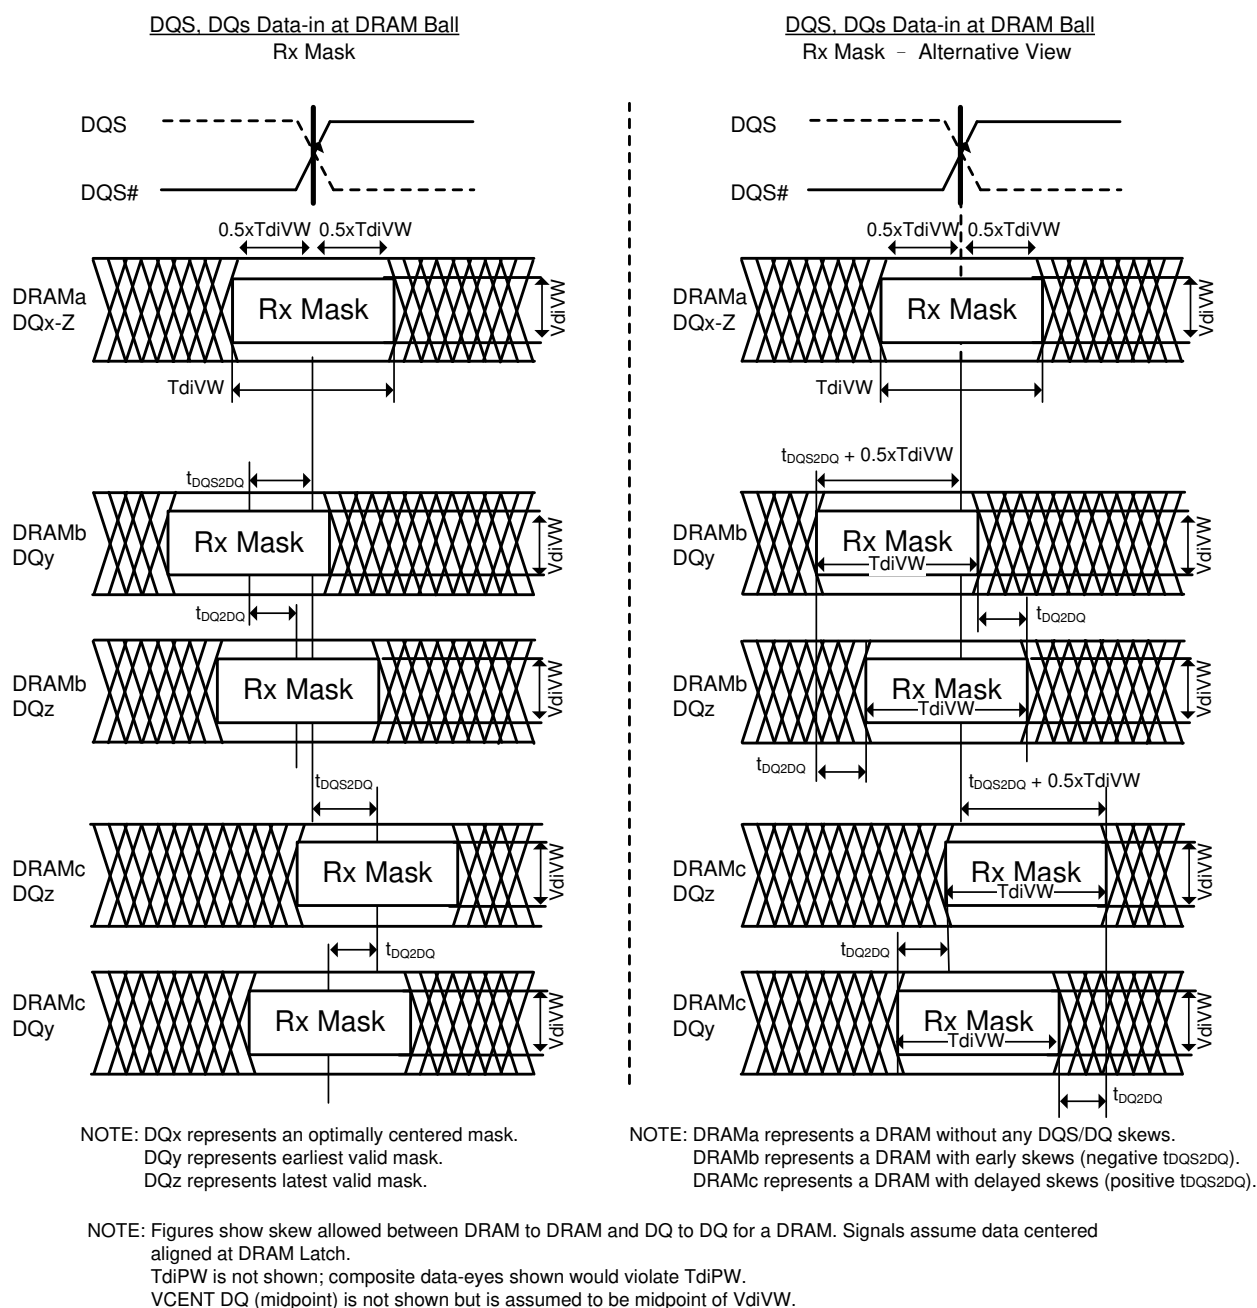 DQS, DQs Data-in at DRAM Ball
Rx Mask
DQS
DQS#
0.5xTdiVW 0.5xTdiVW
DRAMa
DQx-Z
Rx Mask
VdiVW
TdiVW
tDQS2DQ
DRAMb
DQy
Rx Mask
VdiVW
tDQ2DQ
DRAMb
DQz
Rx Mask
VdiVW
tDQS2DQ
DRAMc
DQz
Rx Mask
VdiVW
tDQ2DQ
DRAMc
DQy
Rx Mask
VdiVW
NOTE: DQx represents an optimally centered mask.
DQy represents earliest valid mask.
DQz represents latest valid mask.
DQS, DQs Data-in at DRAM Ball
Rx Mask – Alternative View
DQS
DQS#
0.5xTdiVW 0.5xTdiVW
DRAMa
DQx-Z
Rx Mask
VdiVW
TdiVW
tDQS2DQ + 0.5xTdiVW
DRAMb
DQy
Rx Mask
TdiVW
VdiVW
tDQ2DQ
DRAMb
DQz
Rx Mask
TdiVW
VdiVW
tDQ2DQ
tDQS2DQ + 0.5xTdiVW
DRAMc
DQz
Rx Mask
TdiVW
VdiVW
tDQ2DQ
DRAMc
DQy
Rx Mask
TdiVW
VdiVW
tDQ2DQ
NOTE: DRAMa represents a DRAM without any DQS/DQ skews.
DRAMb represents a DRAM with early skews (negative tDQS2DQ).
DRAMc represents a DRAM with delayed skews (positive tDQS2DQ).
NOTE: Figures show skew allowed between DRAM to DRAM and DQ to DQ for a DRAM. Signals assume data centered
aligned at DRAM Latch.
TdiPW is not shown; composite data-eyes shown would violate TdiPW.
VCENT DQ (midpoint) is not shown but is assumed to be midpoint of VdiVW.